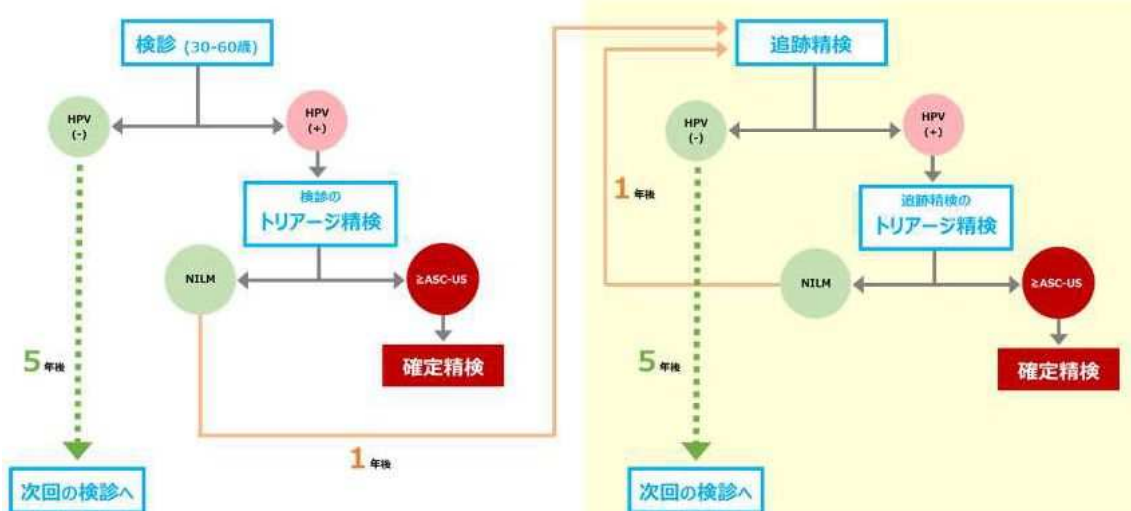 検診 (30-60歳)
HPV
(-)
HPV
(+)
検診の
トリアージ精検
NILM
≥ASC-US
確定精検
5年後
1年後
次回の検診へ
追跡精検
HPV
(-)
HPV
(+)
1年後
追跡精検の
トリアージ精検
NILM
≥ASC-US
確定精検
5年後
次回の検診へ